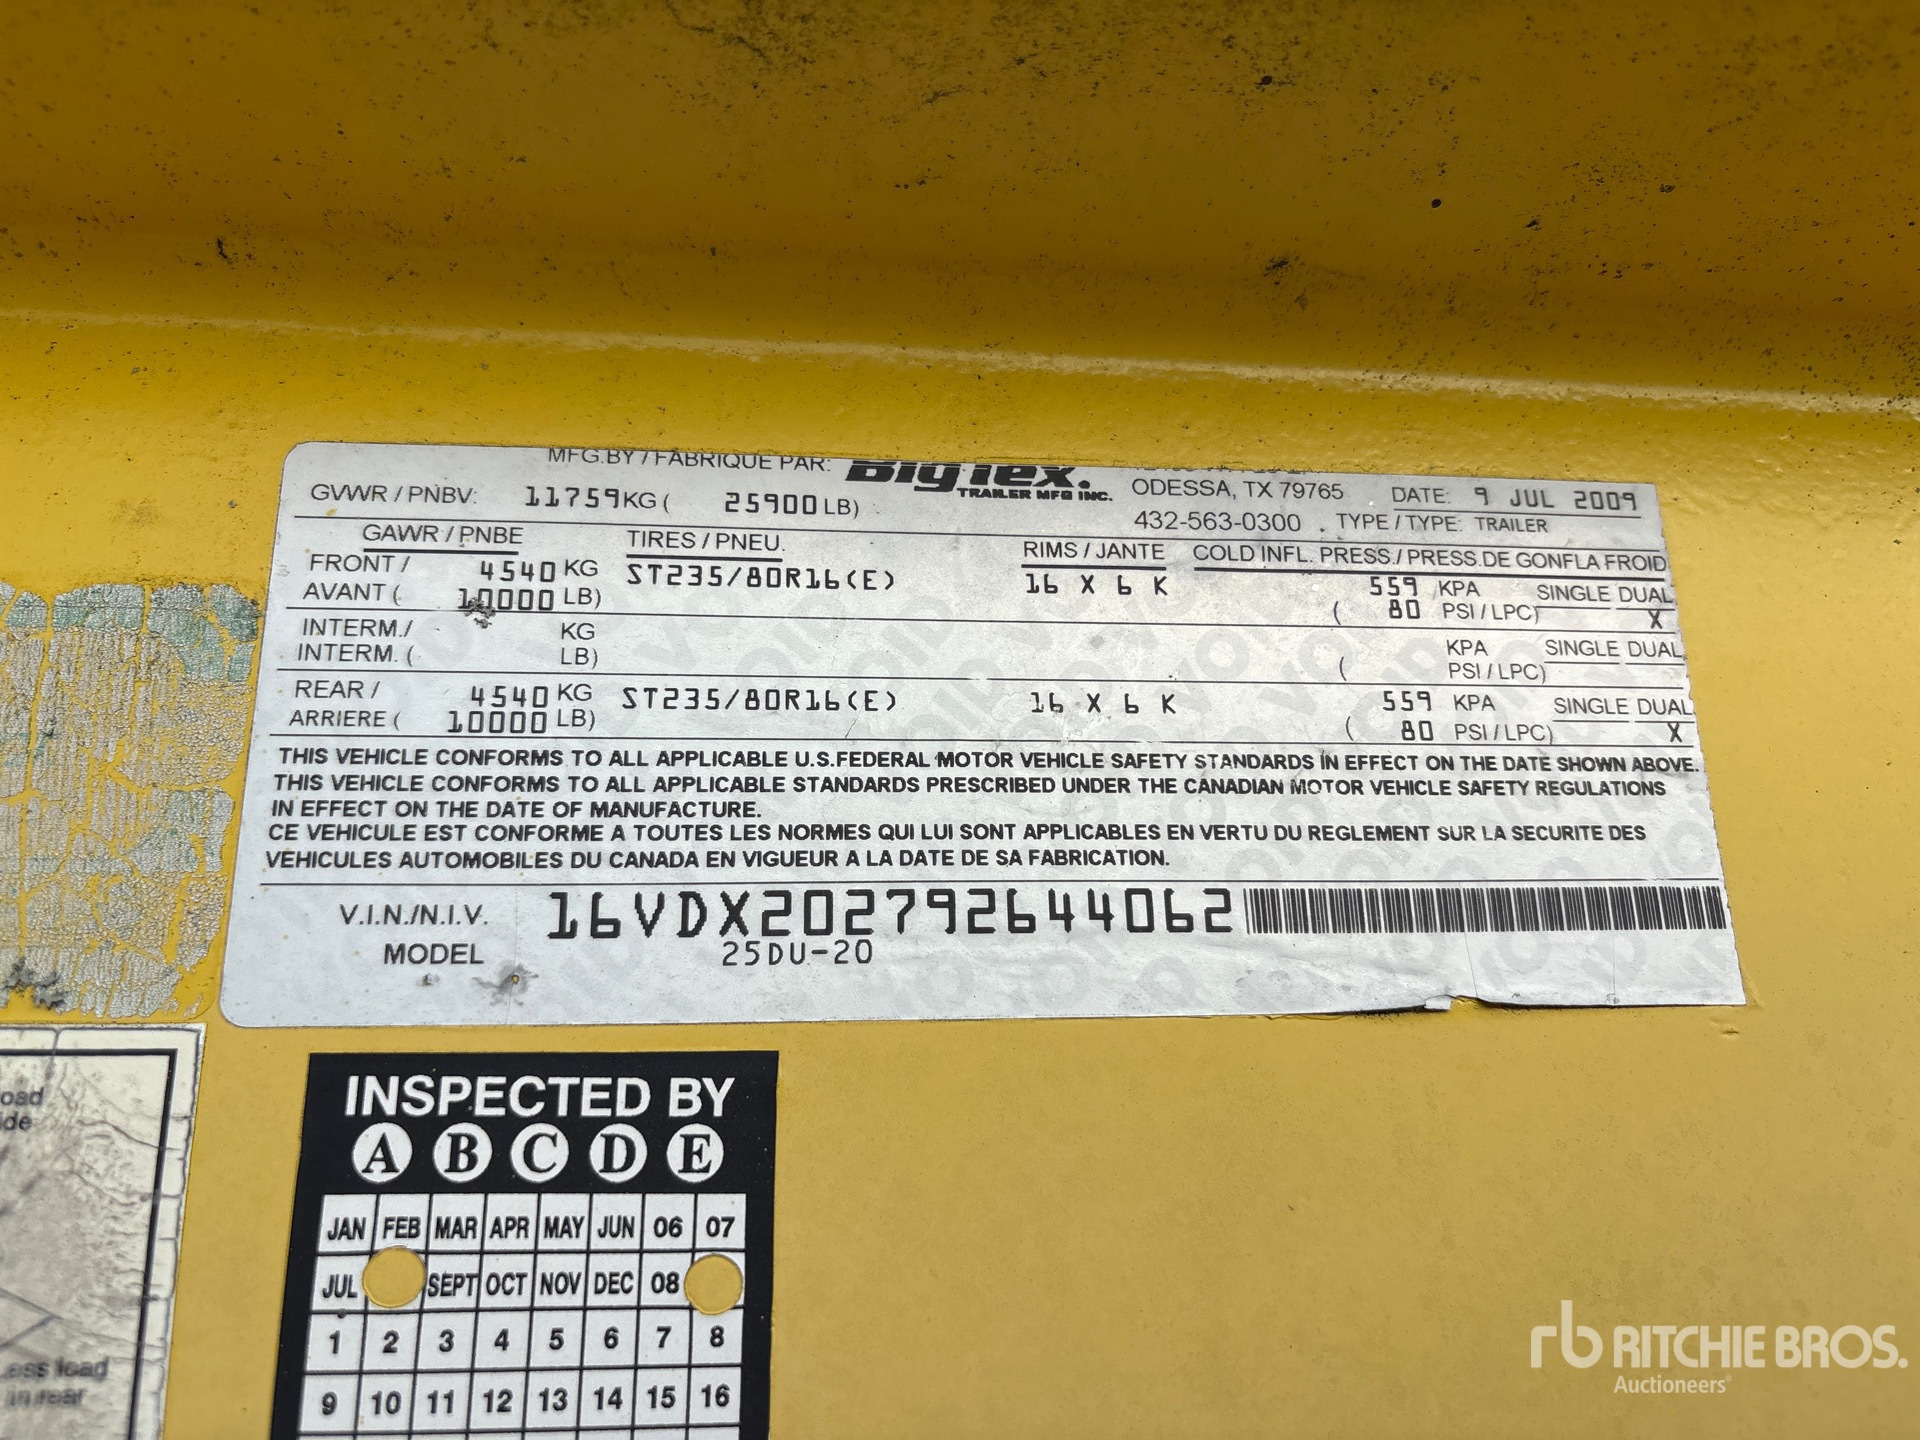 MFG.BY / FABRIQUE PAR: Big Tex.
TRAILER MFG INC.
ODESSA, TX 79765 DATE: 9 JUL 2009
GVWR / PNBV: 11759 KG ( 25900 LB)
432-563-0300 . TYPE / TYPE: TRAILER
GAWR / PNBE TIRES / PNEU. RIMS / JANTE COLD INFL. PRESS./ PRESS.DE GONFLA FROID
FRONT / 4540 KG ST235/80R16(E) 16 X 6 K 559 KPA SINGLE DUAL
AVANT ( 10000 LB) ( 80 PSI / LPC) X
INTERM./ KG KPA SINGLE DUAL
INTERM. ( LB) ( PSI / LPC)
REAR / 4540 KG ST235/80R16(E) 16 X 6 K 559 KPA SINGLE DUAL
ARRIERE ( 10000 LB) ( 80 PSI / LPC) X
THIS VEHICLE CONFORMS TO ALL APPLICABLE U.S.FEDERAL MOTOR VEHICLE SAFETY STANDARDS IN EFFECT ON THE DATE SHOWN ABOVE.
THIS VEHICLE CONFORMS TO ALL APPLICABLE STANDARDS PRESCRIBED UNDER THE CANADIAN MOTOR VEHICLE SAFETY REGULATIONS
IN EFFECT ON THE DATE OF MANUFACTURE.
CE VEHICULE EST CONFORME A TOUTES LES NORMES QUI LUI SONT APPLICABLES EN VERTU DU REGLEMENT SUR LA SECURITE DES
VEHICULES AUTOMOBILES DU CANADA EN VIGUEUR A LA DATE DE SA FABRICATION.
V.I.N./N.I.V. 16VDX202792644062
MODEL 25DU-20
INSPECTED BY
A B C D E
JAN FEB MAR APR MAY JUN 06 07
JUL SEPT OCT NOV DEC 08
1 2 3 4 5 6 7 8
9 10 11 12 13 14 15 16
oad
ide
Less load
in rear
rb RITCHIE BROS.
Auctioneers